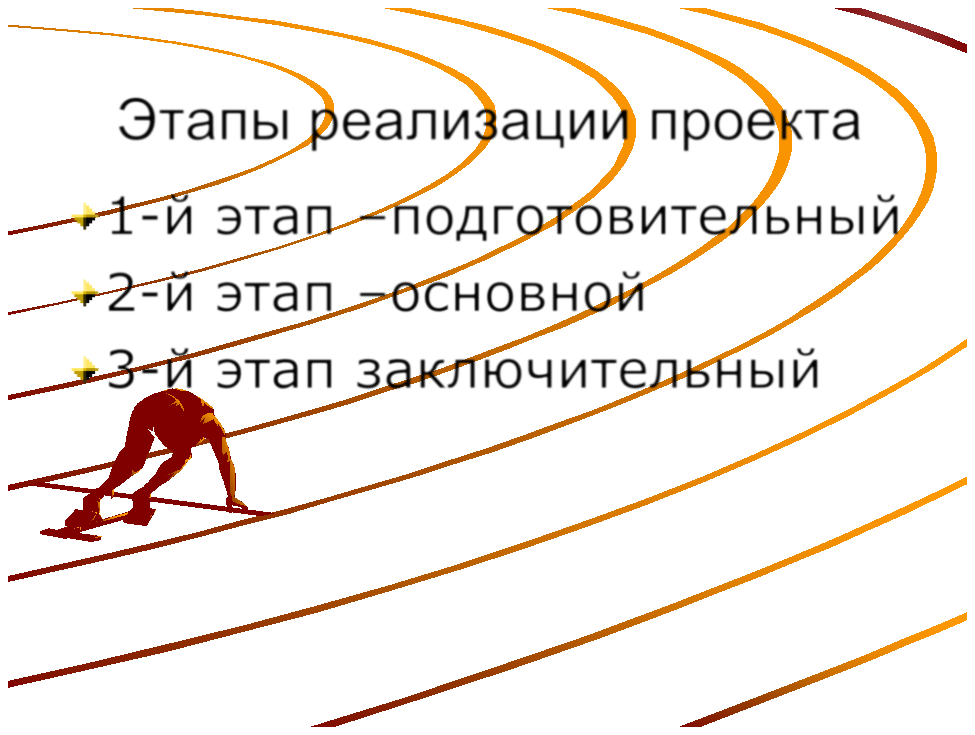 Этапы реализации проекта
1-й этап –подготовительный
2-й этап –основной
3-й этап заключительный